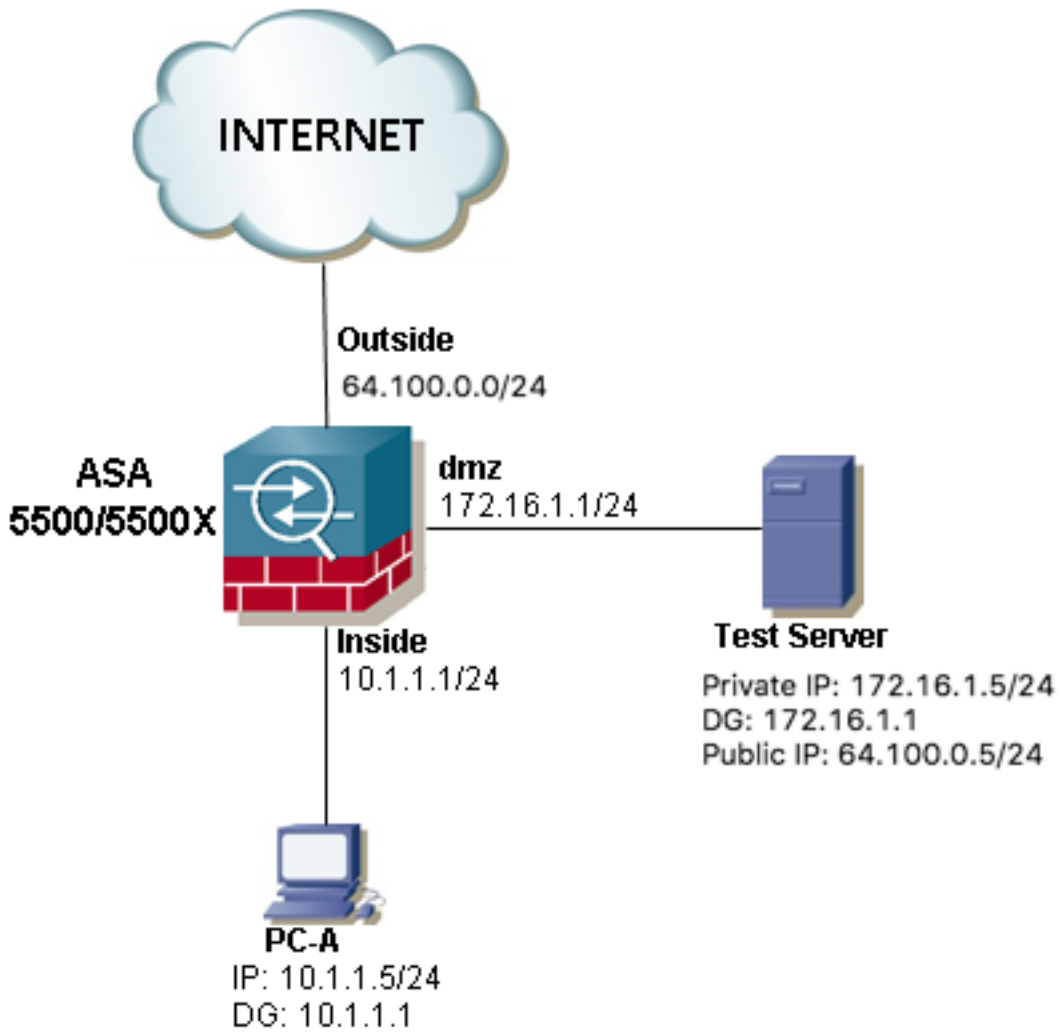 INTERNET
Outside
64.100.0.0/24
ASA
5500/5500X
dmz
172.16.1.1/24
Inside
10.1.1.1/24
Test Server
Private IP: 172.16.1.5/24
DG: 172.16.1.1
Public IP: 64.100.0.5/24
PC-A
IP: 10.1.1.5/24
DG: 10.1.1.1